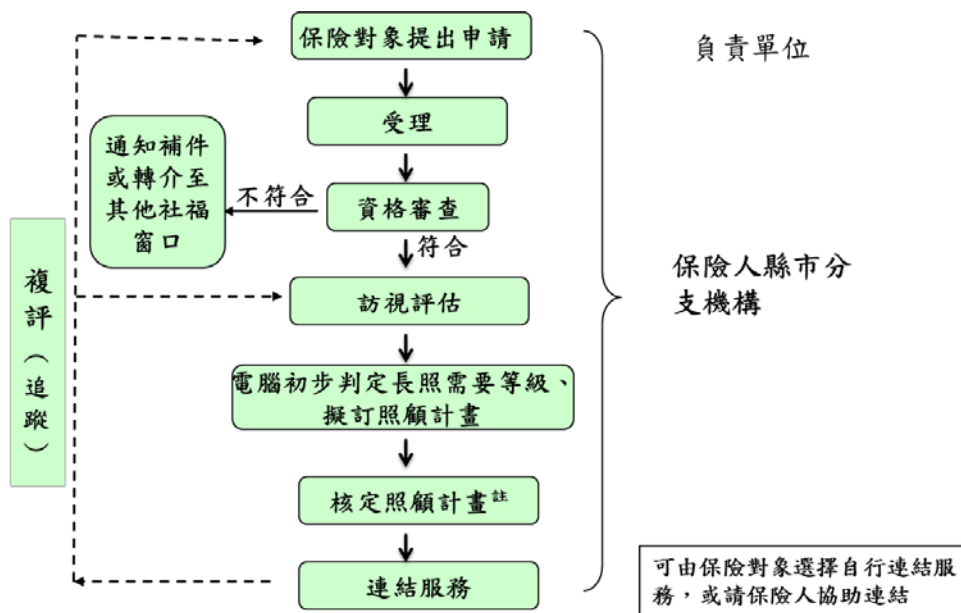 保險對象提出申請
負責單位
受理
通知補件
或轉介至
其他社福
窗口
不符合
資格審查
符合
複評（追蹤）
訪視評估
保險人縣市分
支機構
電腦初步判定長照需要等級、
擬訂照顧計畫
核定照顧計畫註
連結服務
可由保險對象選擇自行連結服
務，或請保險人協助連結